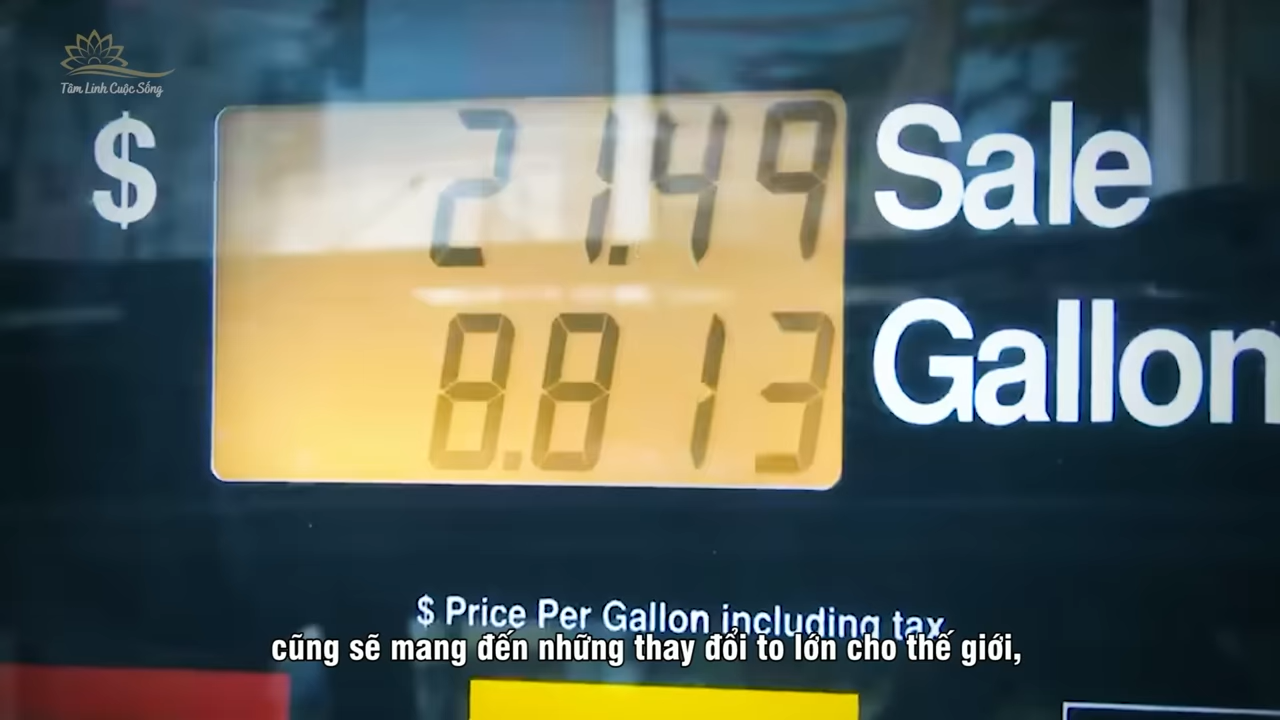 Tâm Linh Cuộc Sống
$ 21.49 Sale
8.813 Gallon
$ Price Per Gallon including tax
cũng sẽ mang đến những thay đổi to lớn cho thế giới,